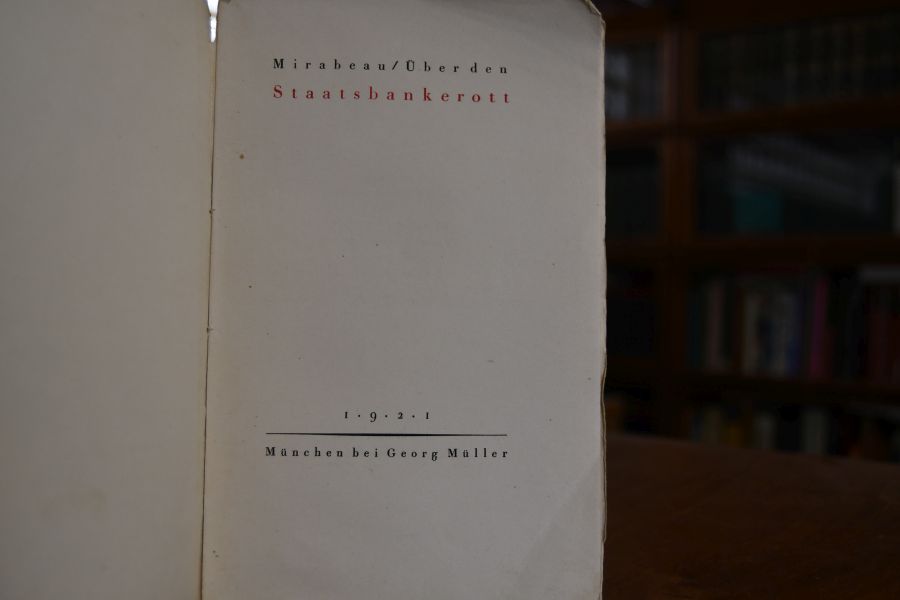 Mirabeau/Über den
Staatsbankerott
1·9·2·1
München bei Georg Müller